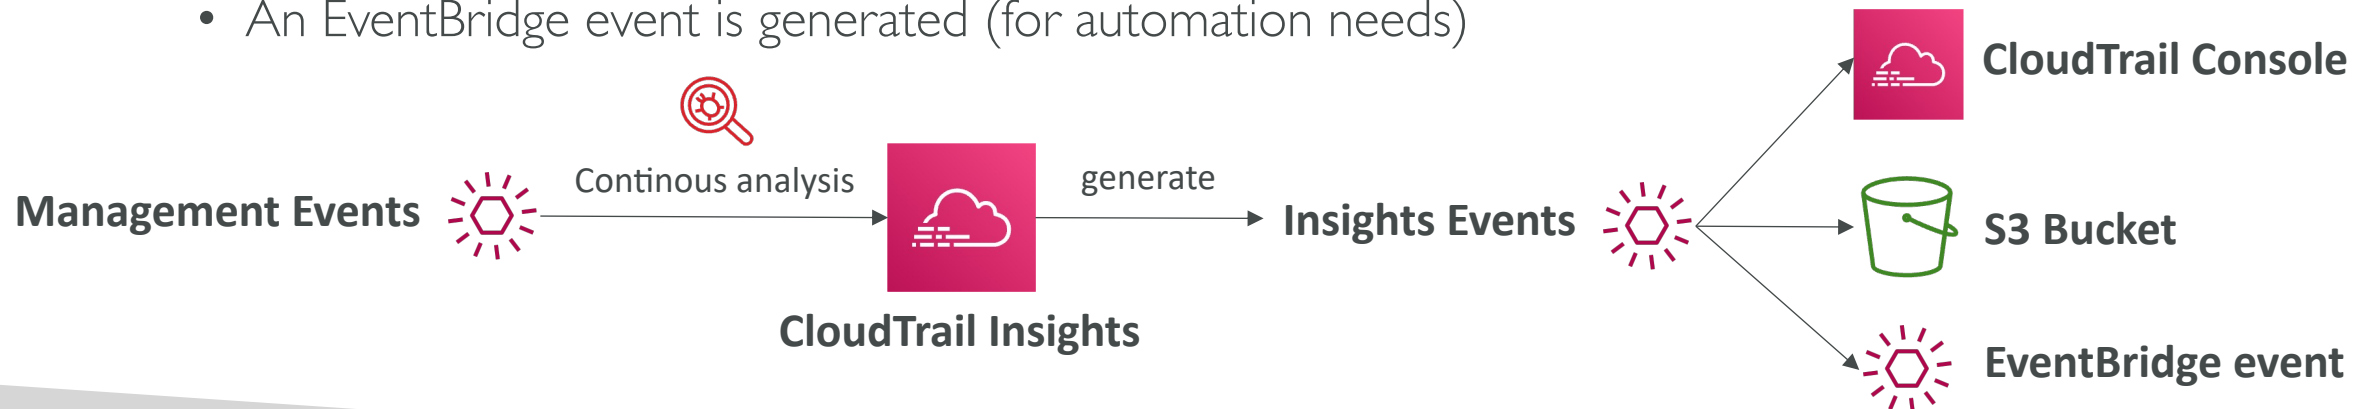 • An EventBridge event is generated (for automation needs)
CloudTrail Console
Continous analysis
generate
Management Events
Insights Events
S3 Bucket
CloudTrail Insights
EventBridge event